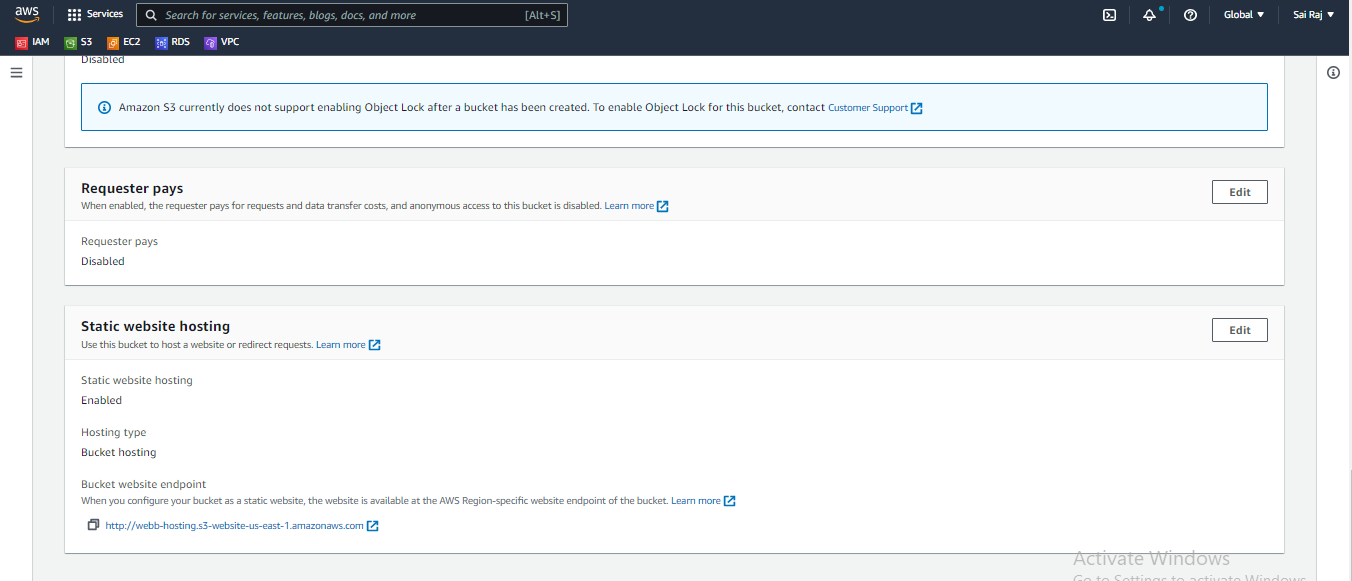 aws Services Search for services, features, blogs, docs, and more [Alt+S] Global Sai Raj
IAM S3 EC2 RDS VPC
Disabled
Amazon S3 currently does not support enabling Object Lock after a bucket has been created. To enable Object Lock for this bucket, contact Customer Support
Requester pays
Edit
When enabled, the requester pays for requests and data transfer costs, and anonymous access to this bucket is disabled. Learn more
Requester pays
Disabled
Static website hosting
Edit
Use this bucket to host a website or redirect requests. Learn more
Static website hosting
Enabled
Hosting type
Bucket hosting
Bucket website endpoint
When you configure your bucket as a static website, the website is available at the AWS Region-specific website endpoint of the bucket. Learn more
http://webb-hosting.s3-website-us-east-1.amazonaws.com
Activate Windows
Go to Settings to activate Windows.